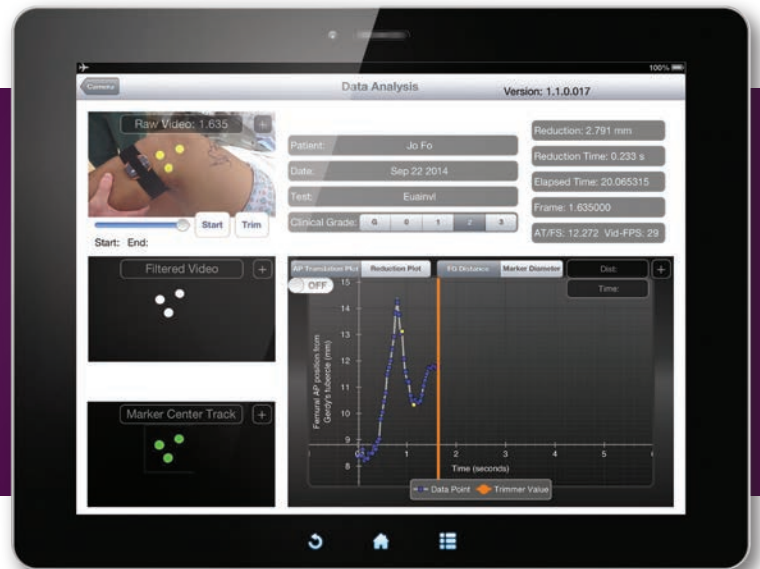 100%
Camera
Data Analysis
Version: 1.1.0.017
Raw Video: 1.635
+
Start
Trim
Start: End:
Patient: Jo Fo
Date: Sep 22 2014
Test: Euainvl
Clinical Grade: G 0 1 2 3
Reduction: 2.791 mm
Reduction Time: 0.233 s
Elapsed Time: 20.065315
Frame: 1.635000
AT/FS: 12.272 Vid-FPS: 29
Filtered Video
+
Marker Center Track
+
AP Translation Plot
Reduction Plot
FG Distance
Marker Diameter
Dist:
+
OFF
Time:
15
14
13
12
11
10
9
8
Femural AP position from
Gerdy's tubercle (mm)
0 1 2 3 4 5
Time (seconds)
Data Point
Trimmer Value